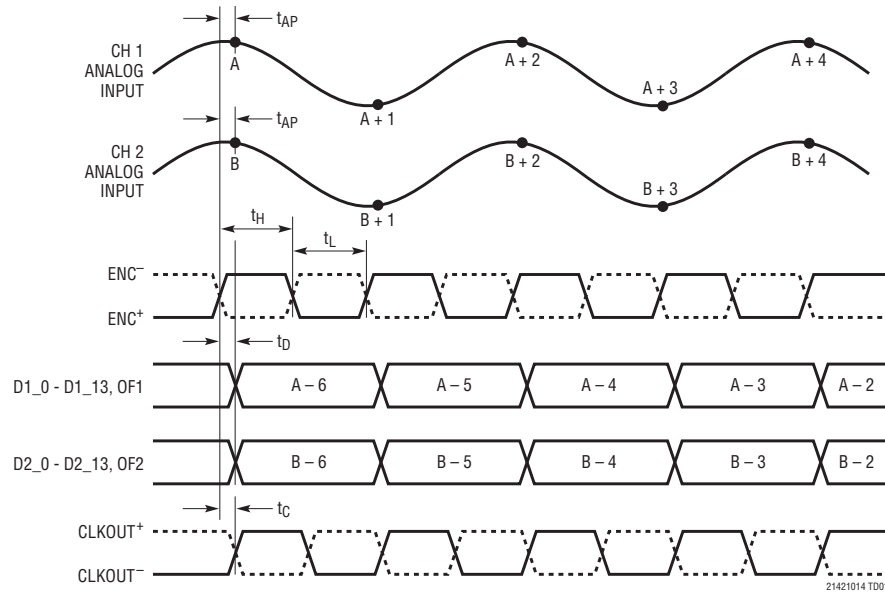 t_AP
CH 1
ANALOG
INPUT
A
A + 1
A + 2
A + 3
A + 4
t_AP
CH 2
ANALOG
INPUT
B
B + 1
B + 2
B + 3
B + 4
t_H
t_L
ENC–
ENC+
t_D
D1_0 - D1_13, OF1
A – 6
A – 5
A – 4
A – 3
A – 2
D2_0 - D2_13, OF2
B – 6
B – 5
B – 4
B – 3
B – 2
t_C
CLKOUT+
CLKOUT–